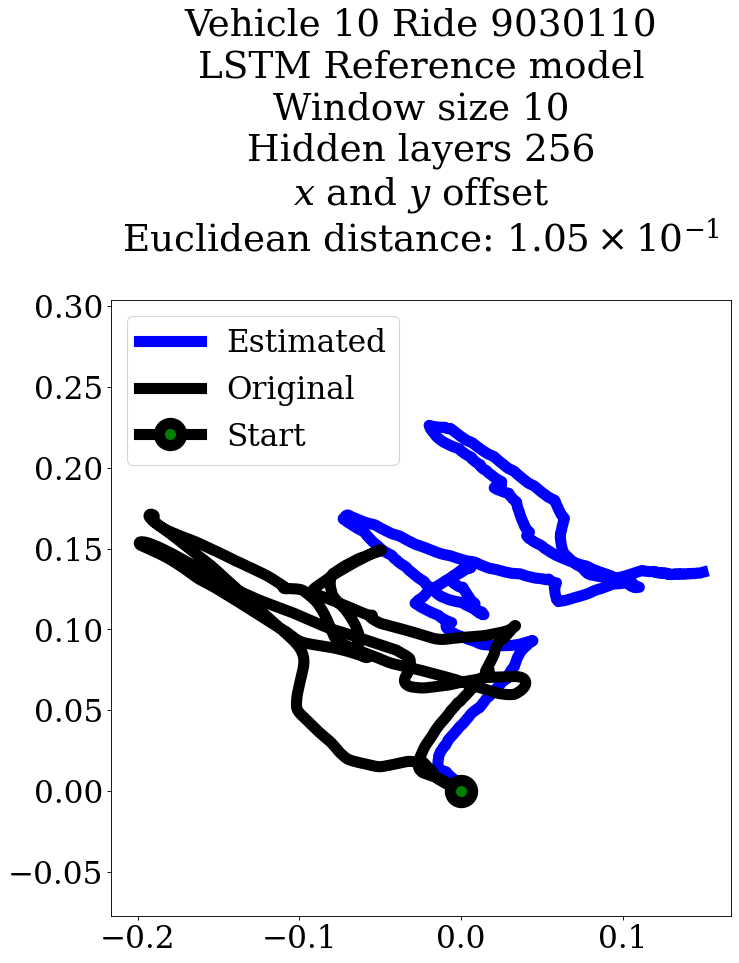 Vehicle 10 Ride 9030110
LSTM Reference model
Window size 10
Hidden layers 256
x and y offset
Euclidean distance: 1.05 × 10⁻¹
0.30
0.25
0.20
0.15
0.10
0.05
0.00
−0.05
Estimated
Original
Start
−0.2 −0.1 0.0 0.1